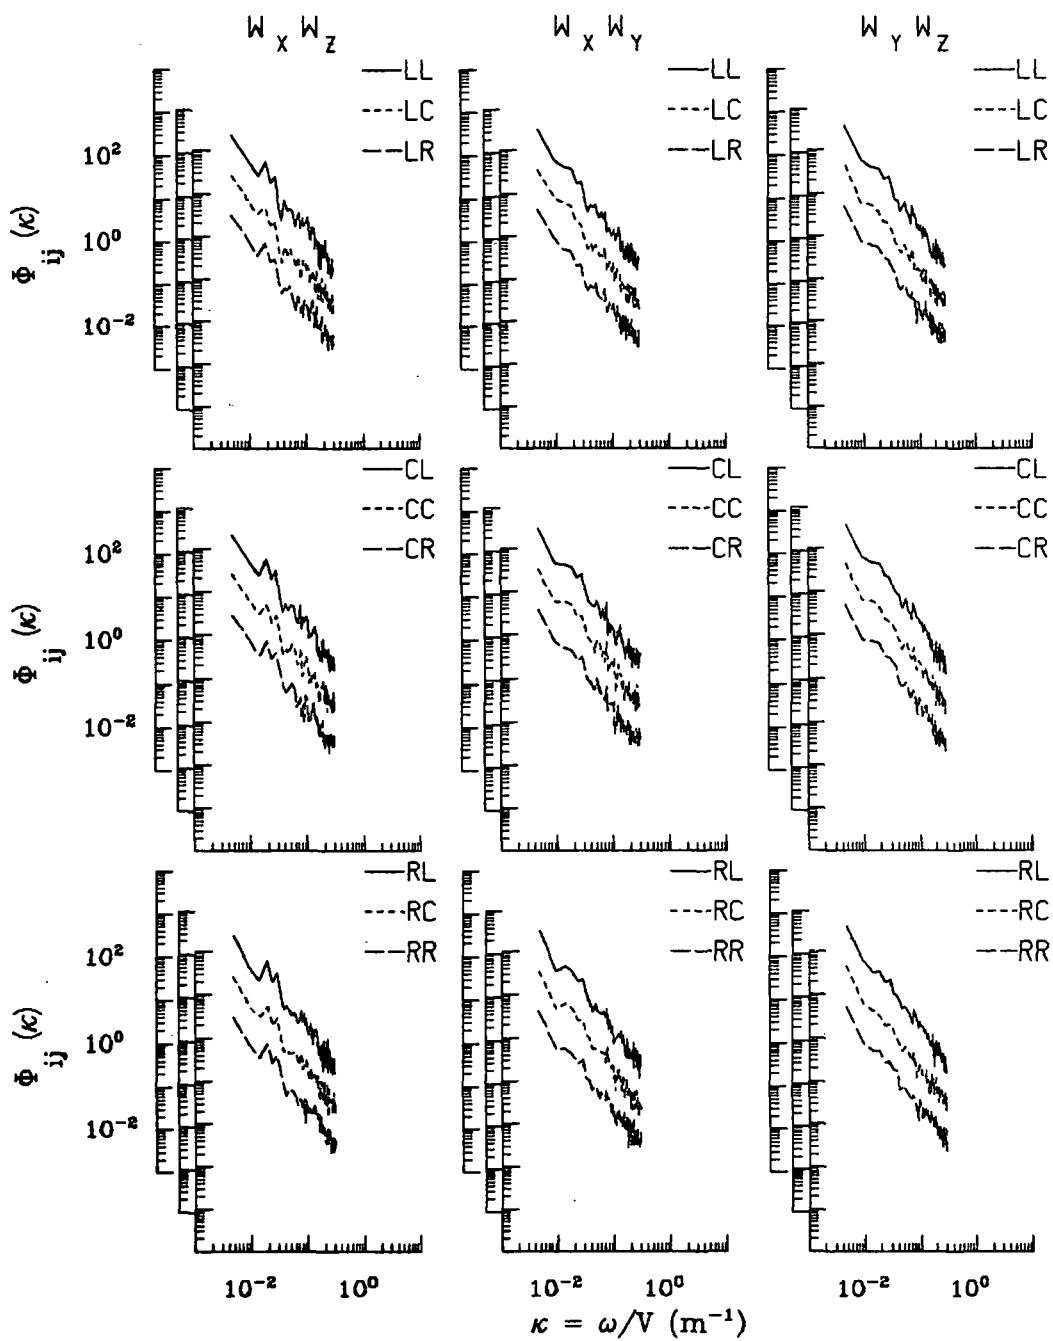 W X W Z W X W Y W Y W Z
LL LL LL
LC LC LC
LR LR LR
10²
10⁰
10⁻²
Φ ij (κ)
CL CL CL
CC CC CC
CR CR CR
10²
10⁰
10⁻²
Φ ij (κ)
RL RL RL
RC RC RC
RR RR RR
10²
10⁰
10⁻²
Φ ij (κ)
10⁻² 10⁰ 10⁻² 10⁰ 10⁻² 10⁰
κ = ω/V (m⁻¹)